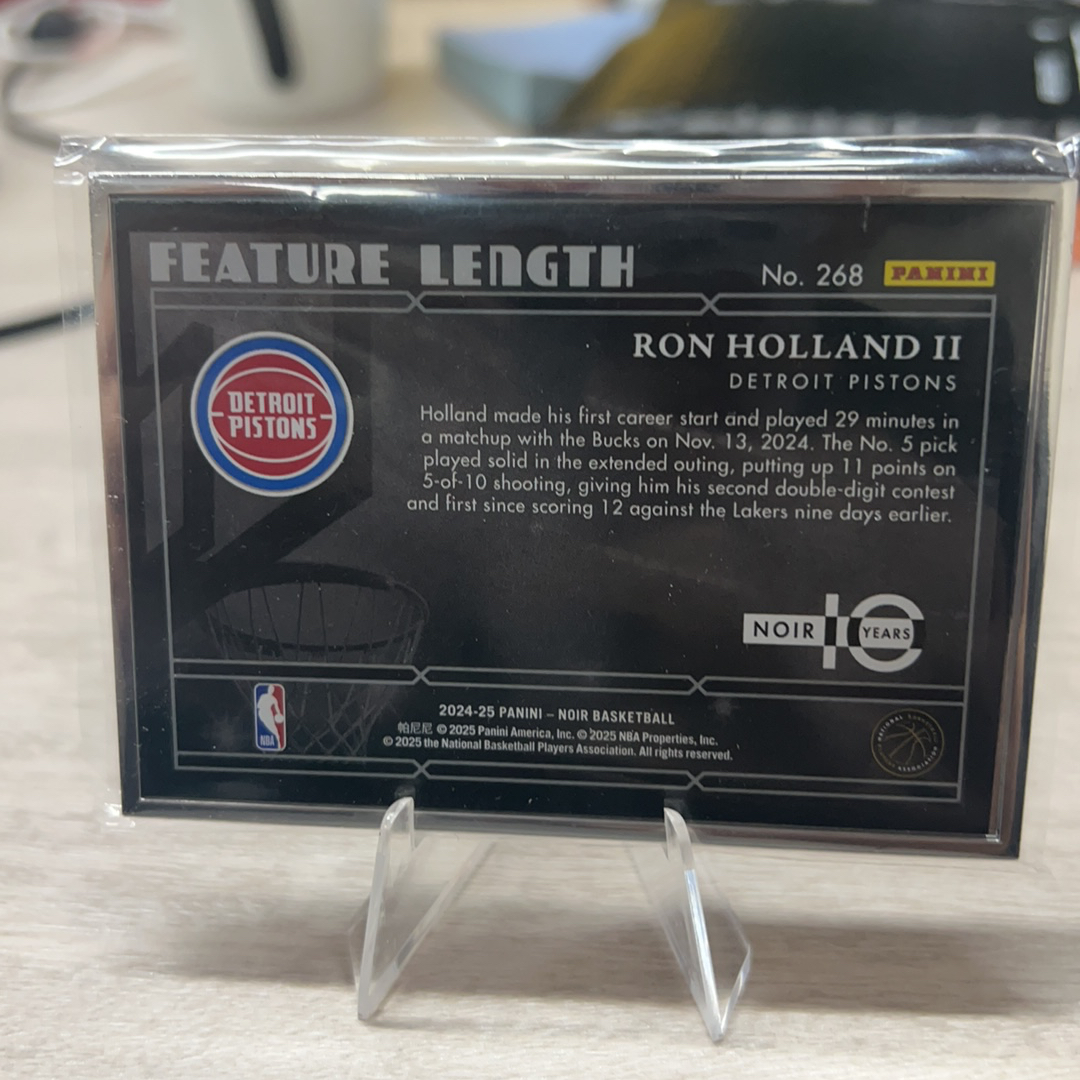 FEATURE LENGTH
No. 268 PANINI
RON HOLLAND II
DETROIT PISTONS
DETROIT
PISTONS
Holland made his first career start and played 29 minutes in
a matchup with the Bucks on Nov. 13, 2024. The No. 5 pick
played solid in the extended outing, putting up 11 points on
5-of-10 shooting, giving him his second double-digit contest
and first since scoring 12 against the Lakers nine days earlier.
NOIR 10 YEARS
NBA
2024-25 PANINI – NOIR BASKETBALL
帕尼尼 © 2025 Panini America, Inc. © 2025 NBA Properties, Inc.
© 2025 the National Basketball Players Association. All rights reserved.